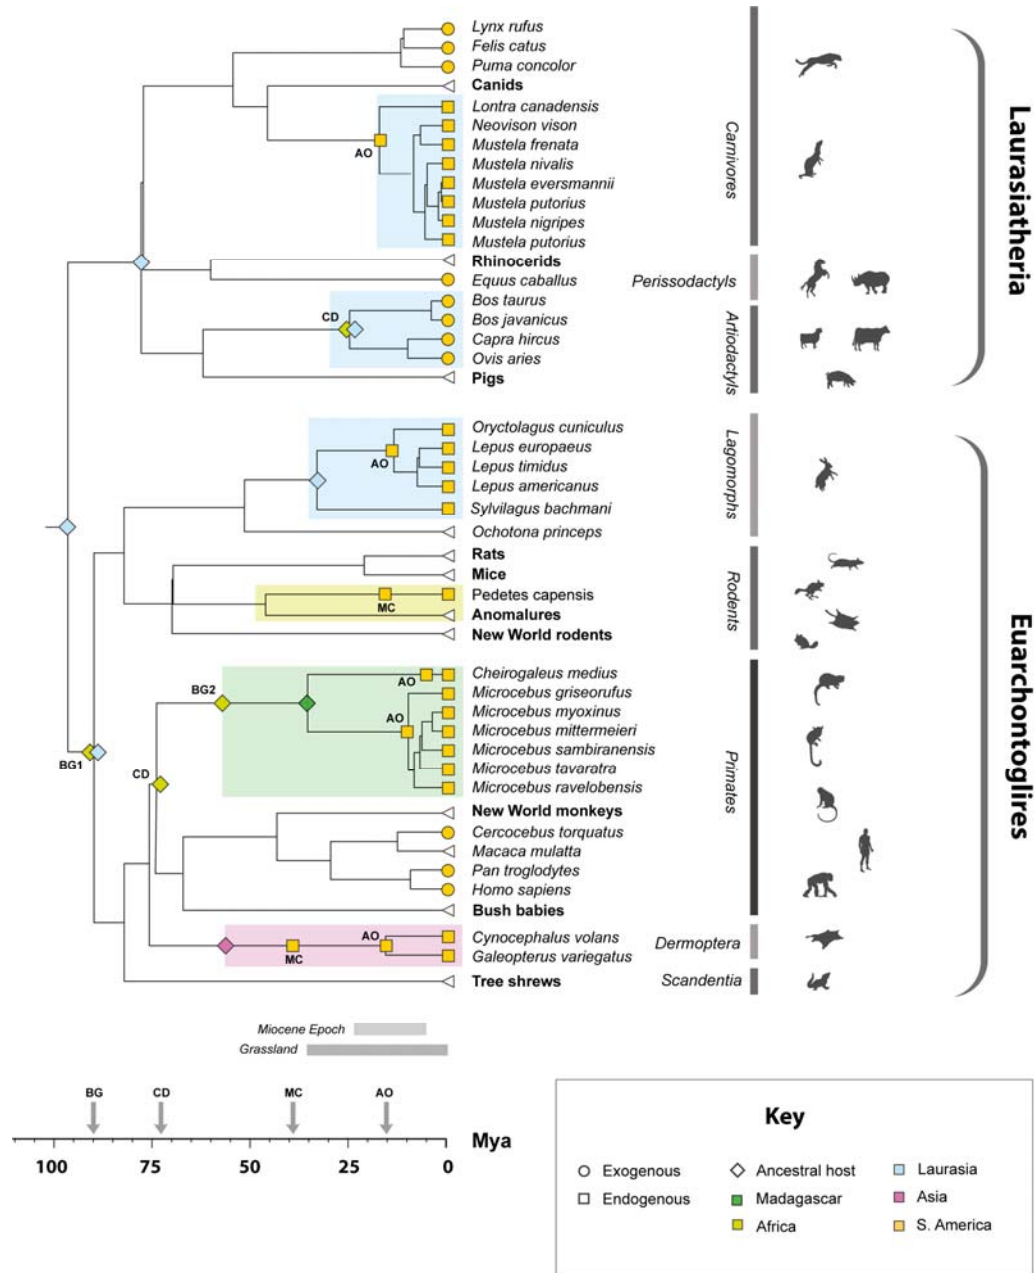 Lynx rufus
Felis catus
Puma concolor
Canids
Lontra canadensis
Neovison vison
Mustela frenata
AO
Mustela nivalis
Mustela eversmannii
Mustela putorius
Mustela nigripes
Mustela putorius
Carnivores
Rhinocerids
Equus caballus
Perissodactyls
Bos taurus
CD
Bos javanicus
Capra hircus
Ovis aries
Pigs
Artiodactyls
Laurasiatheria
Oryctolagus cuniculus
Lepus europaeus
AO
Lepus timidus
Lepus americanus
Sylvilagus bachmani
Ochotona princeps
Lagomorphs
Rats
Mice
Pedetes capensis
MC
Anomalures
New World rodents
Rodents
Cheirogaleus medius
AO
BG2
Microcebus griseorufus
Microcebus myoxinus
AO
Microcebus mittermeieri
Microcebus sambiranensis
BG1
Microcebus tavaratra
CD
Microcebus ravelobensis
New World monkeys
Cercocebus torquatus
Macaca mulatta
Pan troglodytes
Homo sapiens
Bush babies
Primates
Cynocephalus volans
AO
MC
Galeopterus variegatus
Dermoptera
Tree shrews
Scandentia
Euarchontoglires
Miocene Epoch
Grassland
BG CD MC AO
Mya
100 75 50 25 0
Key
Exogenous Ancestral host Laurasia
Endogenous Madagascar Asia
Africa S. America